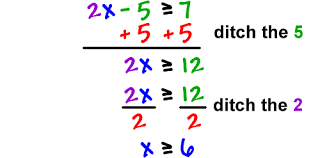 2x - 5 ≥ 7
+ 5 + 5 ditch the 5
2x ≥ 12
2x ≥ 12
2 2 ditch the 2
x ≥ 6